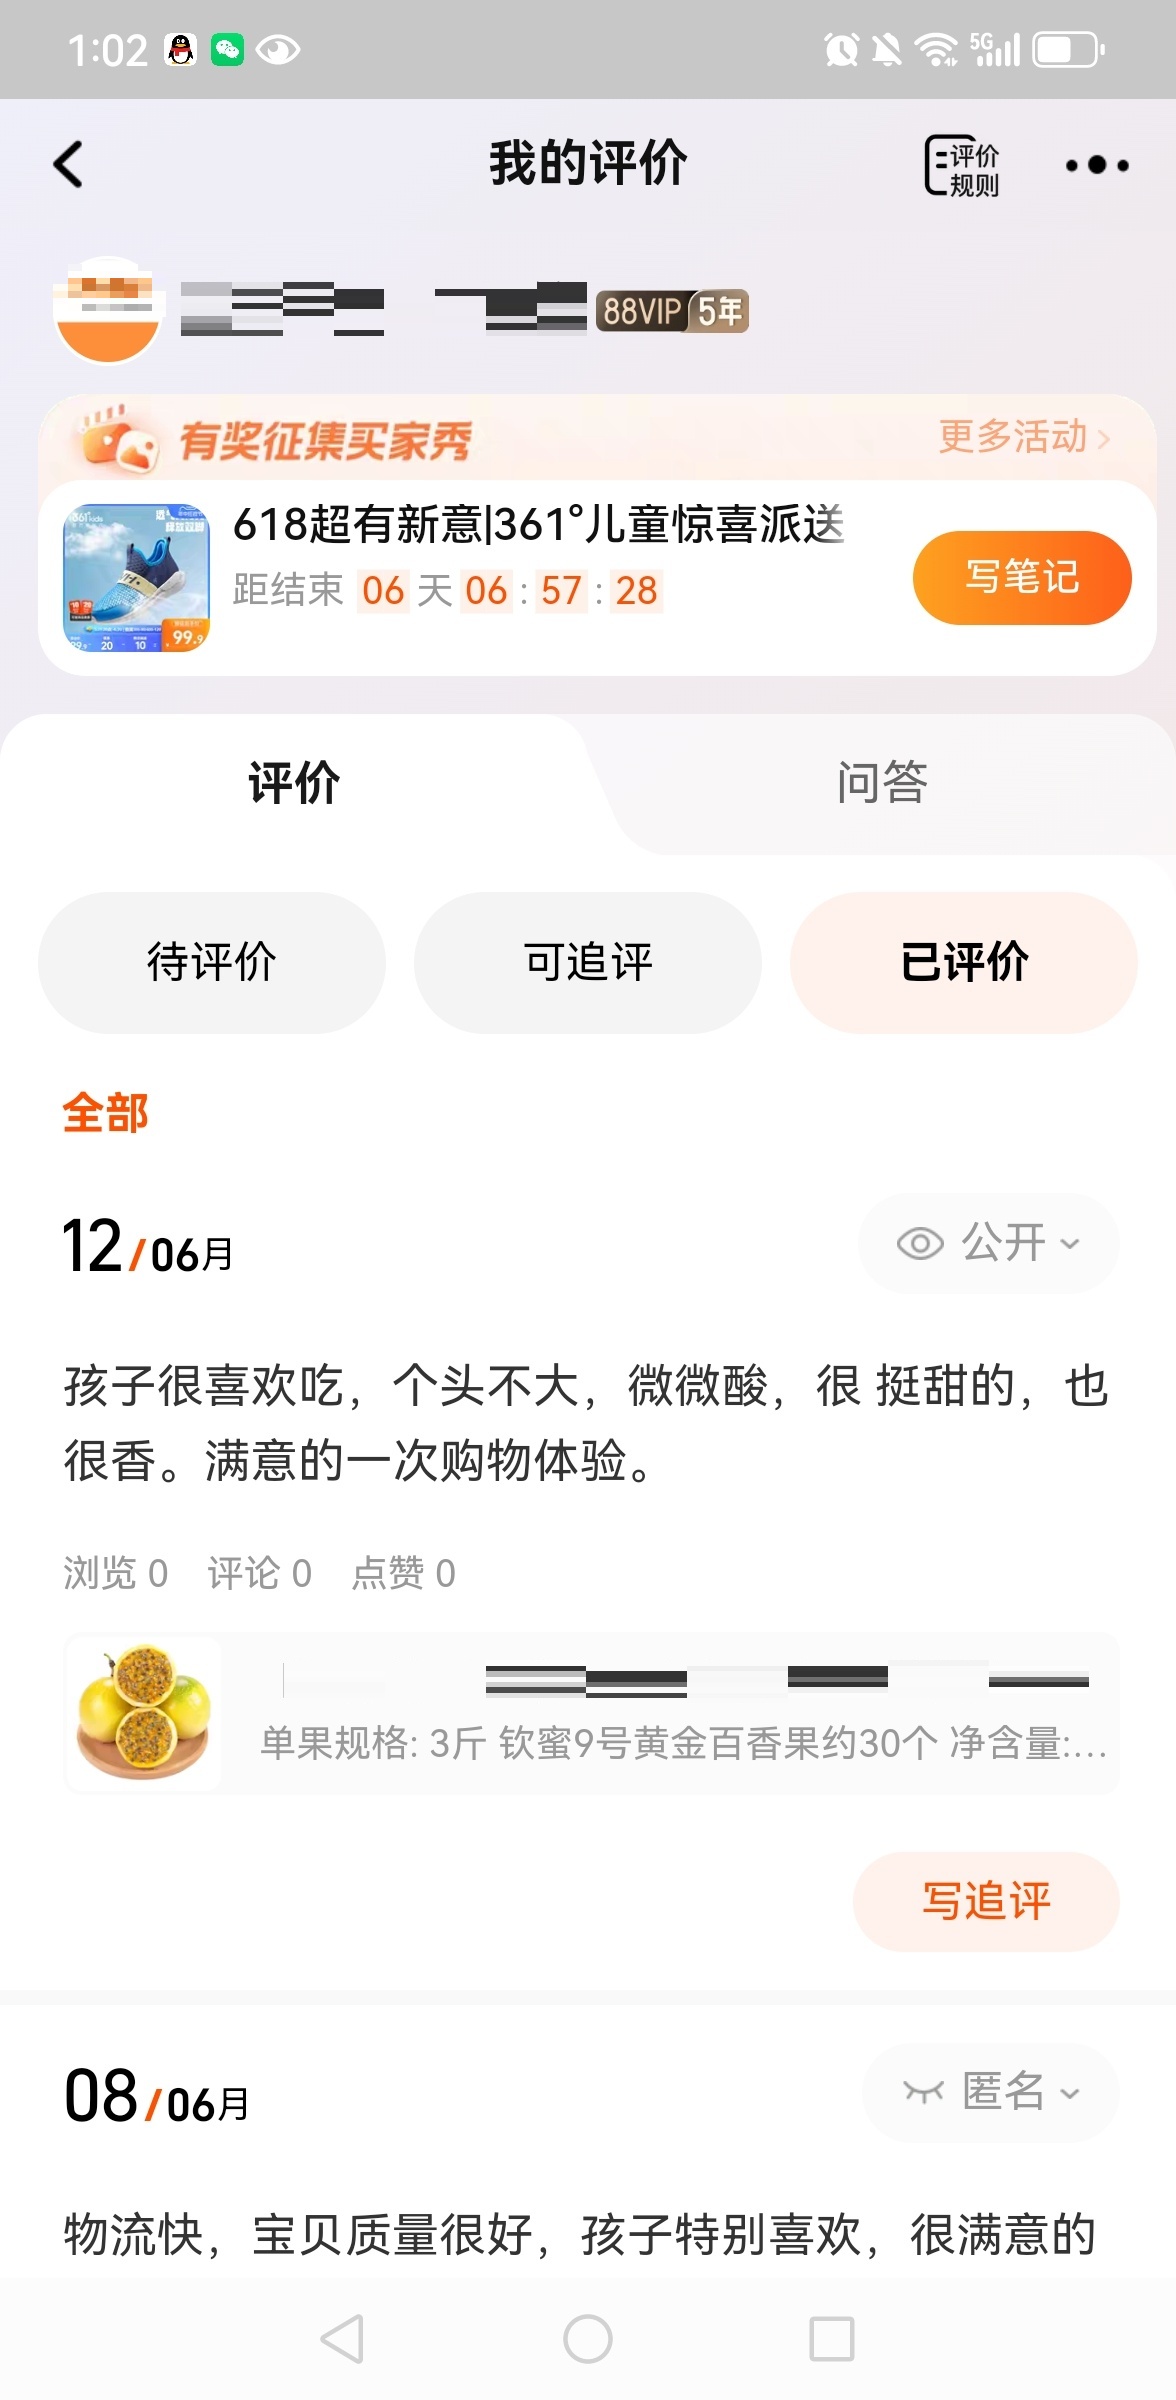 1:02
5G
我的评价
评价
规则
88VIP 5年
有奖征集买家秀
更多活动
618超有新意|361°儿童惊喜派送
距结束 06 天 06 : 57 : 28
99.9
20
10
写笔记
评价
问答
待评价
可追评
已评价
全部
12/06月
公开
孩子很喜欢吃，个头不大，微微酸，很 挺甜的，也
很香。满意的一次购物体验。
浏览 0 评论 0 点赞 0
单果规格: 3斤 钦蜜9号黄金百香果约30个 净含量:...
写追评
08/06月
匿名
物流快，宝贝质量很好，孩子特别喜欢，很满意的